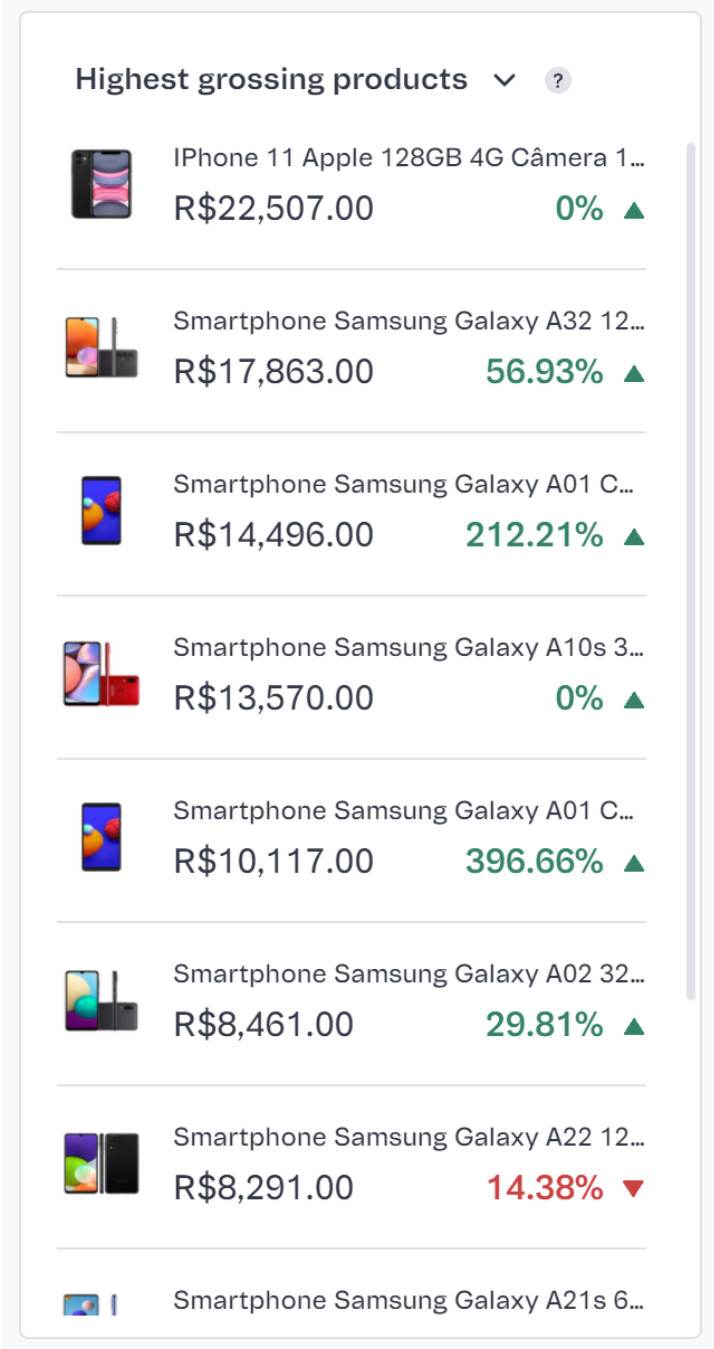 Highest grossing products
?
IPhone 11 Apple 128GB 4G Câmera 1...
R$22,507.00 0% ▲
Smartphone Samsung Galaxy A32 12...
R$17,863.00 56.93% ▲
Smartphone Samsung Galaxy A01 C...
R$14,496.00 212.21% ▲
Smartphone Samsung Galaxy A10s 3...
R$13,570.00 0% ▲
Smartphone Samsung Galaxy A01 C...
R$10,117.00 396.66% ▲
Smartphone Samsung Galaxy A02 32...
R$8,461.00 29.81% ▲
Smartphone Samsung Galaxy A22 12...
R$8,291.00 14.38% ▼
Smartphone Samsung Galaxy A21s 6...